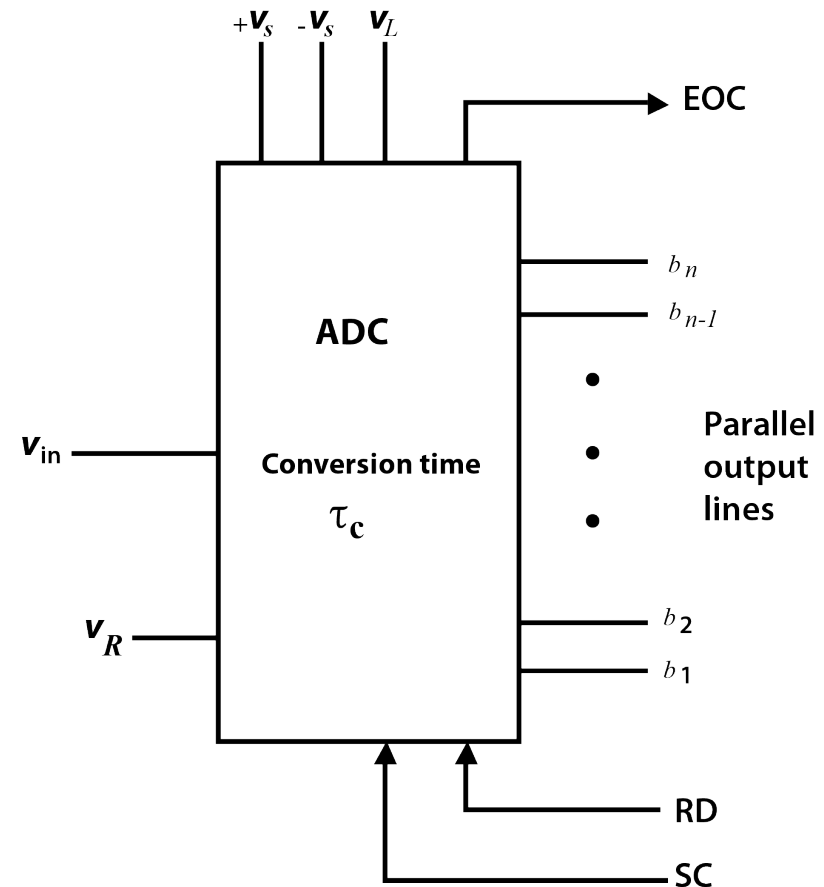 +vs -vs vL
EOC
bn
bn-1
ADC
Parallel
output
lines
vin
Conversion time
τc
vR
b2
b1
RD
SC